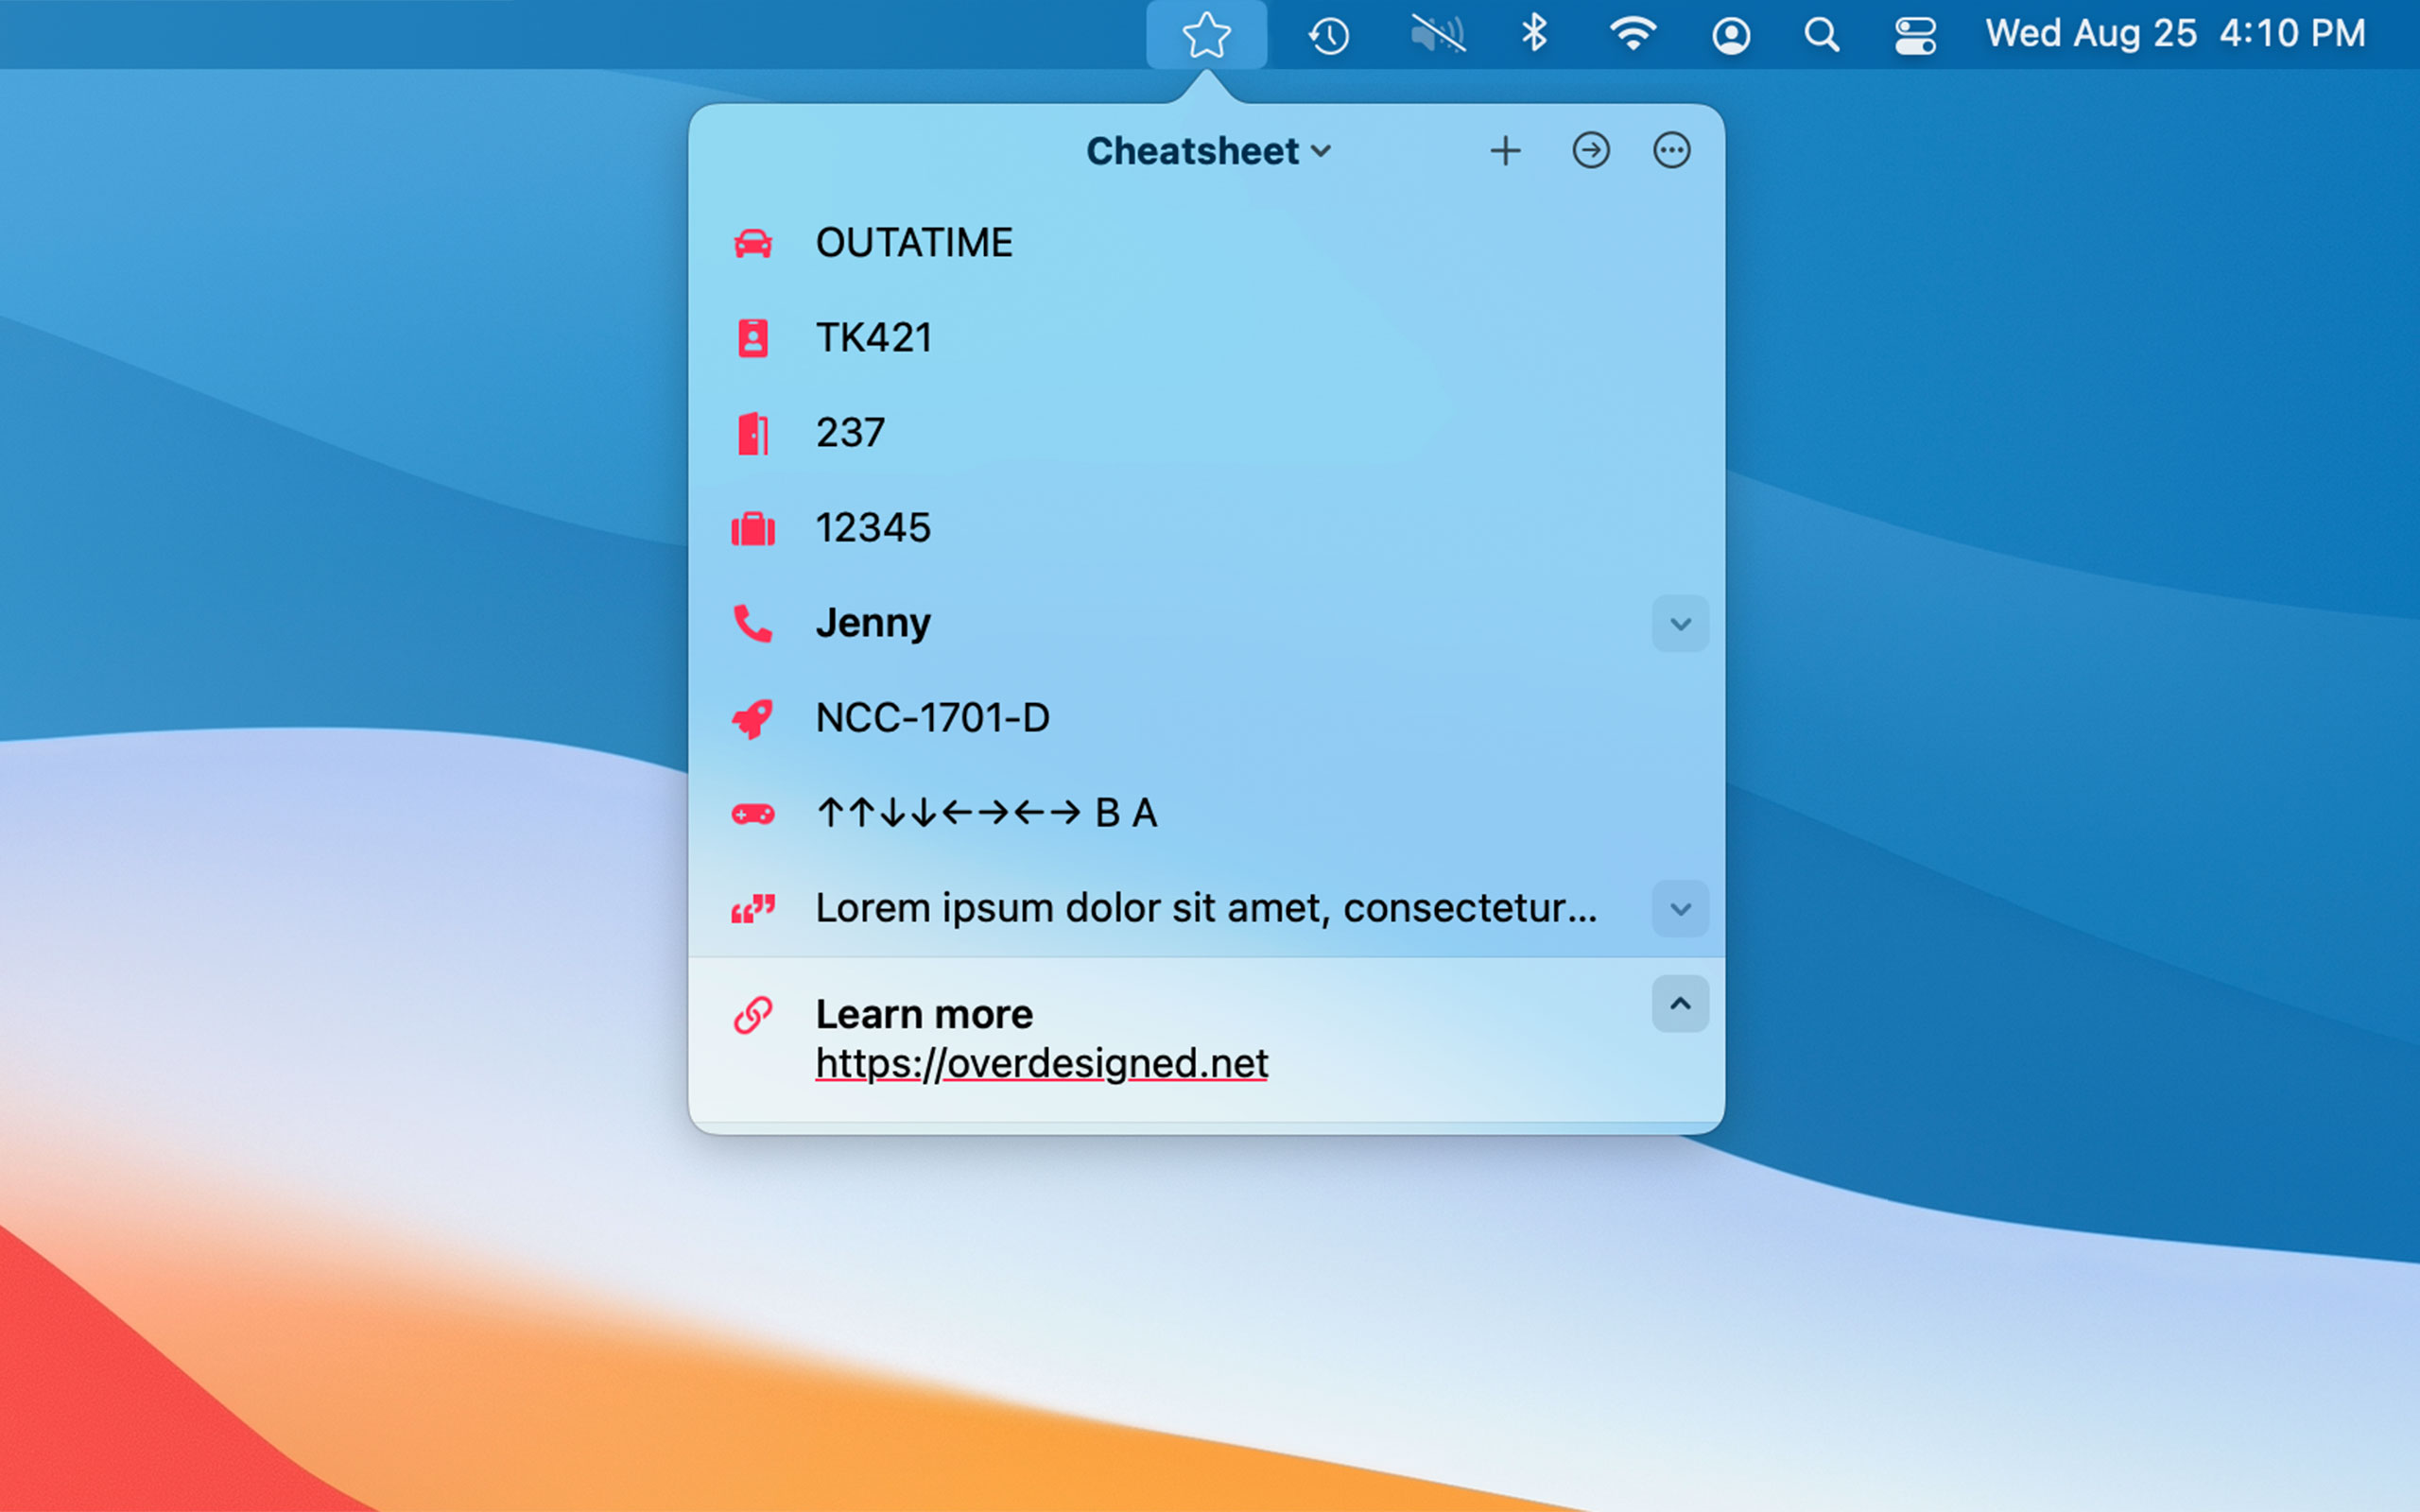 Wed Aug 25 4:10 PM
Cheatsheet
OUTATIME
TK421
237
12345
Jenny
NCC-1701-D
↑↑↓↓←→←→ B A
Lorem ipsum dolor sit amet, consectetur...
Learn more
https://overdesigned.net